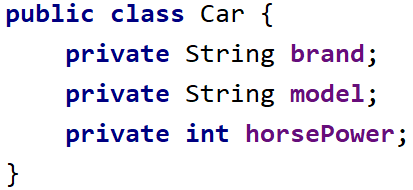 public class Car {
    private String brand;
    private String model;
    private int horsePower;
}